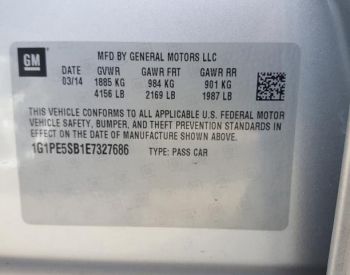 GM
MFD BY GENERAL MOTORS LLC
DATE GVWR GAWR FRT GAWR RR
03/14 1885 KG 984 KG 901 KG
4156 LB 2169 LB 1987 LB
THIS VEHICLE CONFORMS TO ALL APPLICABLE U.S. FEDERAL MOTOR
VEHICLE SAFETY, BUMPER, AND THEFT PREVENTION STANDARDS IN
EFFECT ON THE DATE OF MANUFACTURE SHOWN ABOVE.
1G1PE5SB1E7327686 TYPE: PASS CAR